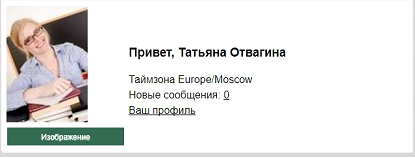 Привет, Татьяна Отвагина
Таймзона Europe/Moscow
Новые сообщения: 0
Ваш профиль
Изображение